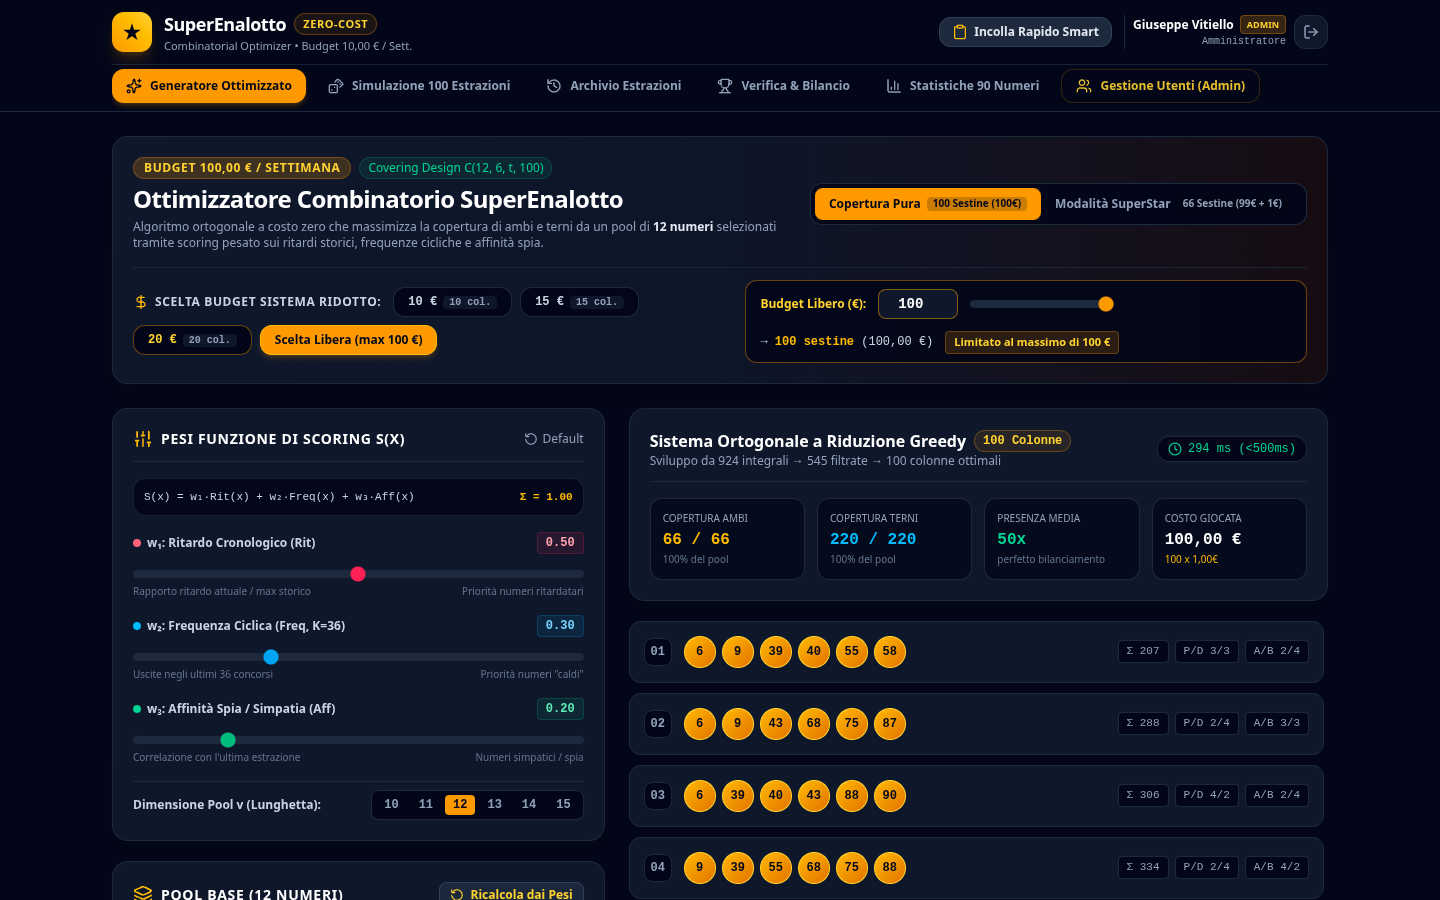 SuperEnalotto ZERO-COST
Combinatorial Optimizer • Budget 10,00 € / Sett.
Incolla Rapido Smart
Giuseppe Vitiello ADMIN
Amministratore
Generatore Ottimizzato
Simulazione 100 Estrazioni
Archivio Estrazioni
Verifica & Bilancio
Statistiche 90 Numeri
Gestione Utenti (Admin)
BUDGET 100,00 € / SETTIMANA
Covering Design C(12, 6, t, 100)
Ottimizzatore Combinatorio SuperEnalotto
Algoritmo ortogonale a costo zero che massimizza la copertura di ambi e terni da un pool di 12 numeri selezionati
tramite scoring pesato sui ritardi storici, frequenze cicliche e affinità spia.
Copertura Pura 100 Sestine (100€)
Modalità SuperStar 66 Sestine (99€ + 1€)
SCELTA BUDGET SISTEMA RIDOTTO:
10 € 10 col.
15 € 15 col.
20 € 20 col.
Scelta Libera (max 100 €)
Budget Libero (€): 100
→ 100 sestine (100,00 €) Limitato al massimo di 100 €
PESI FUNZIONE DI SCORING S(X)
Default
S(x) = w₁·Rit(x) + w₂·Freq(x) + w₃·Aff(x) Σ = 1.00
w₁: Ritardo Cronologico (Rit) 0.50
Rapporto ritardo attuale / max storico Priorità numeri ritardatari
w₂: Frequenza Ciclica (Freq, K=36) 0.30
Uscite negli ultimi 36 concorsi Priorità numeri "caldi"
w₃: Affinità Spia / Simpatia (Aff) 0.20
Correlazione con l'ultima estrazione Numeri simpatici / spia
Dimensione Pool v (Lunghetta): 10 11 12 13 14 15
POOL BASE (12 NUMERI) Ricalcola dai Pesi
Sistema Ortogonale a Riduzione Greedy 100 Colonne
Sviluppo da 924 integrali → 545 filtrate → 100 colonne ottimali
294 ms (<500ms)
COPERTURA AMBI
66 / 66
100% del pool
COPERTURA TERNI
220 / 220
100% del pool
PRESENZA MEDIA
50x
perfetto bilanciamento
COSTO GIOCATA
100,00 €
100 x 1,00€
01 6 9 39 40 55 58 Σ 207 P/D 3/3 A/B 2/4
02 6 9 43 68 75 87 Σ 288 P/D 2/4 A/B 3/3
03 6 39 40 43 88 90 Σ 306 P/D 4/2 A/B 2/4
04 9 39 55 68 75 88 Σ 334 P/D 2/4 A/B 4/2